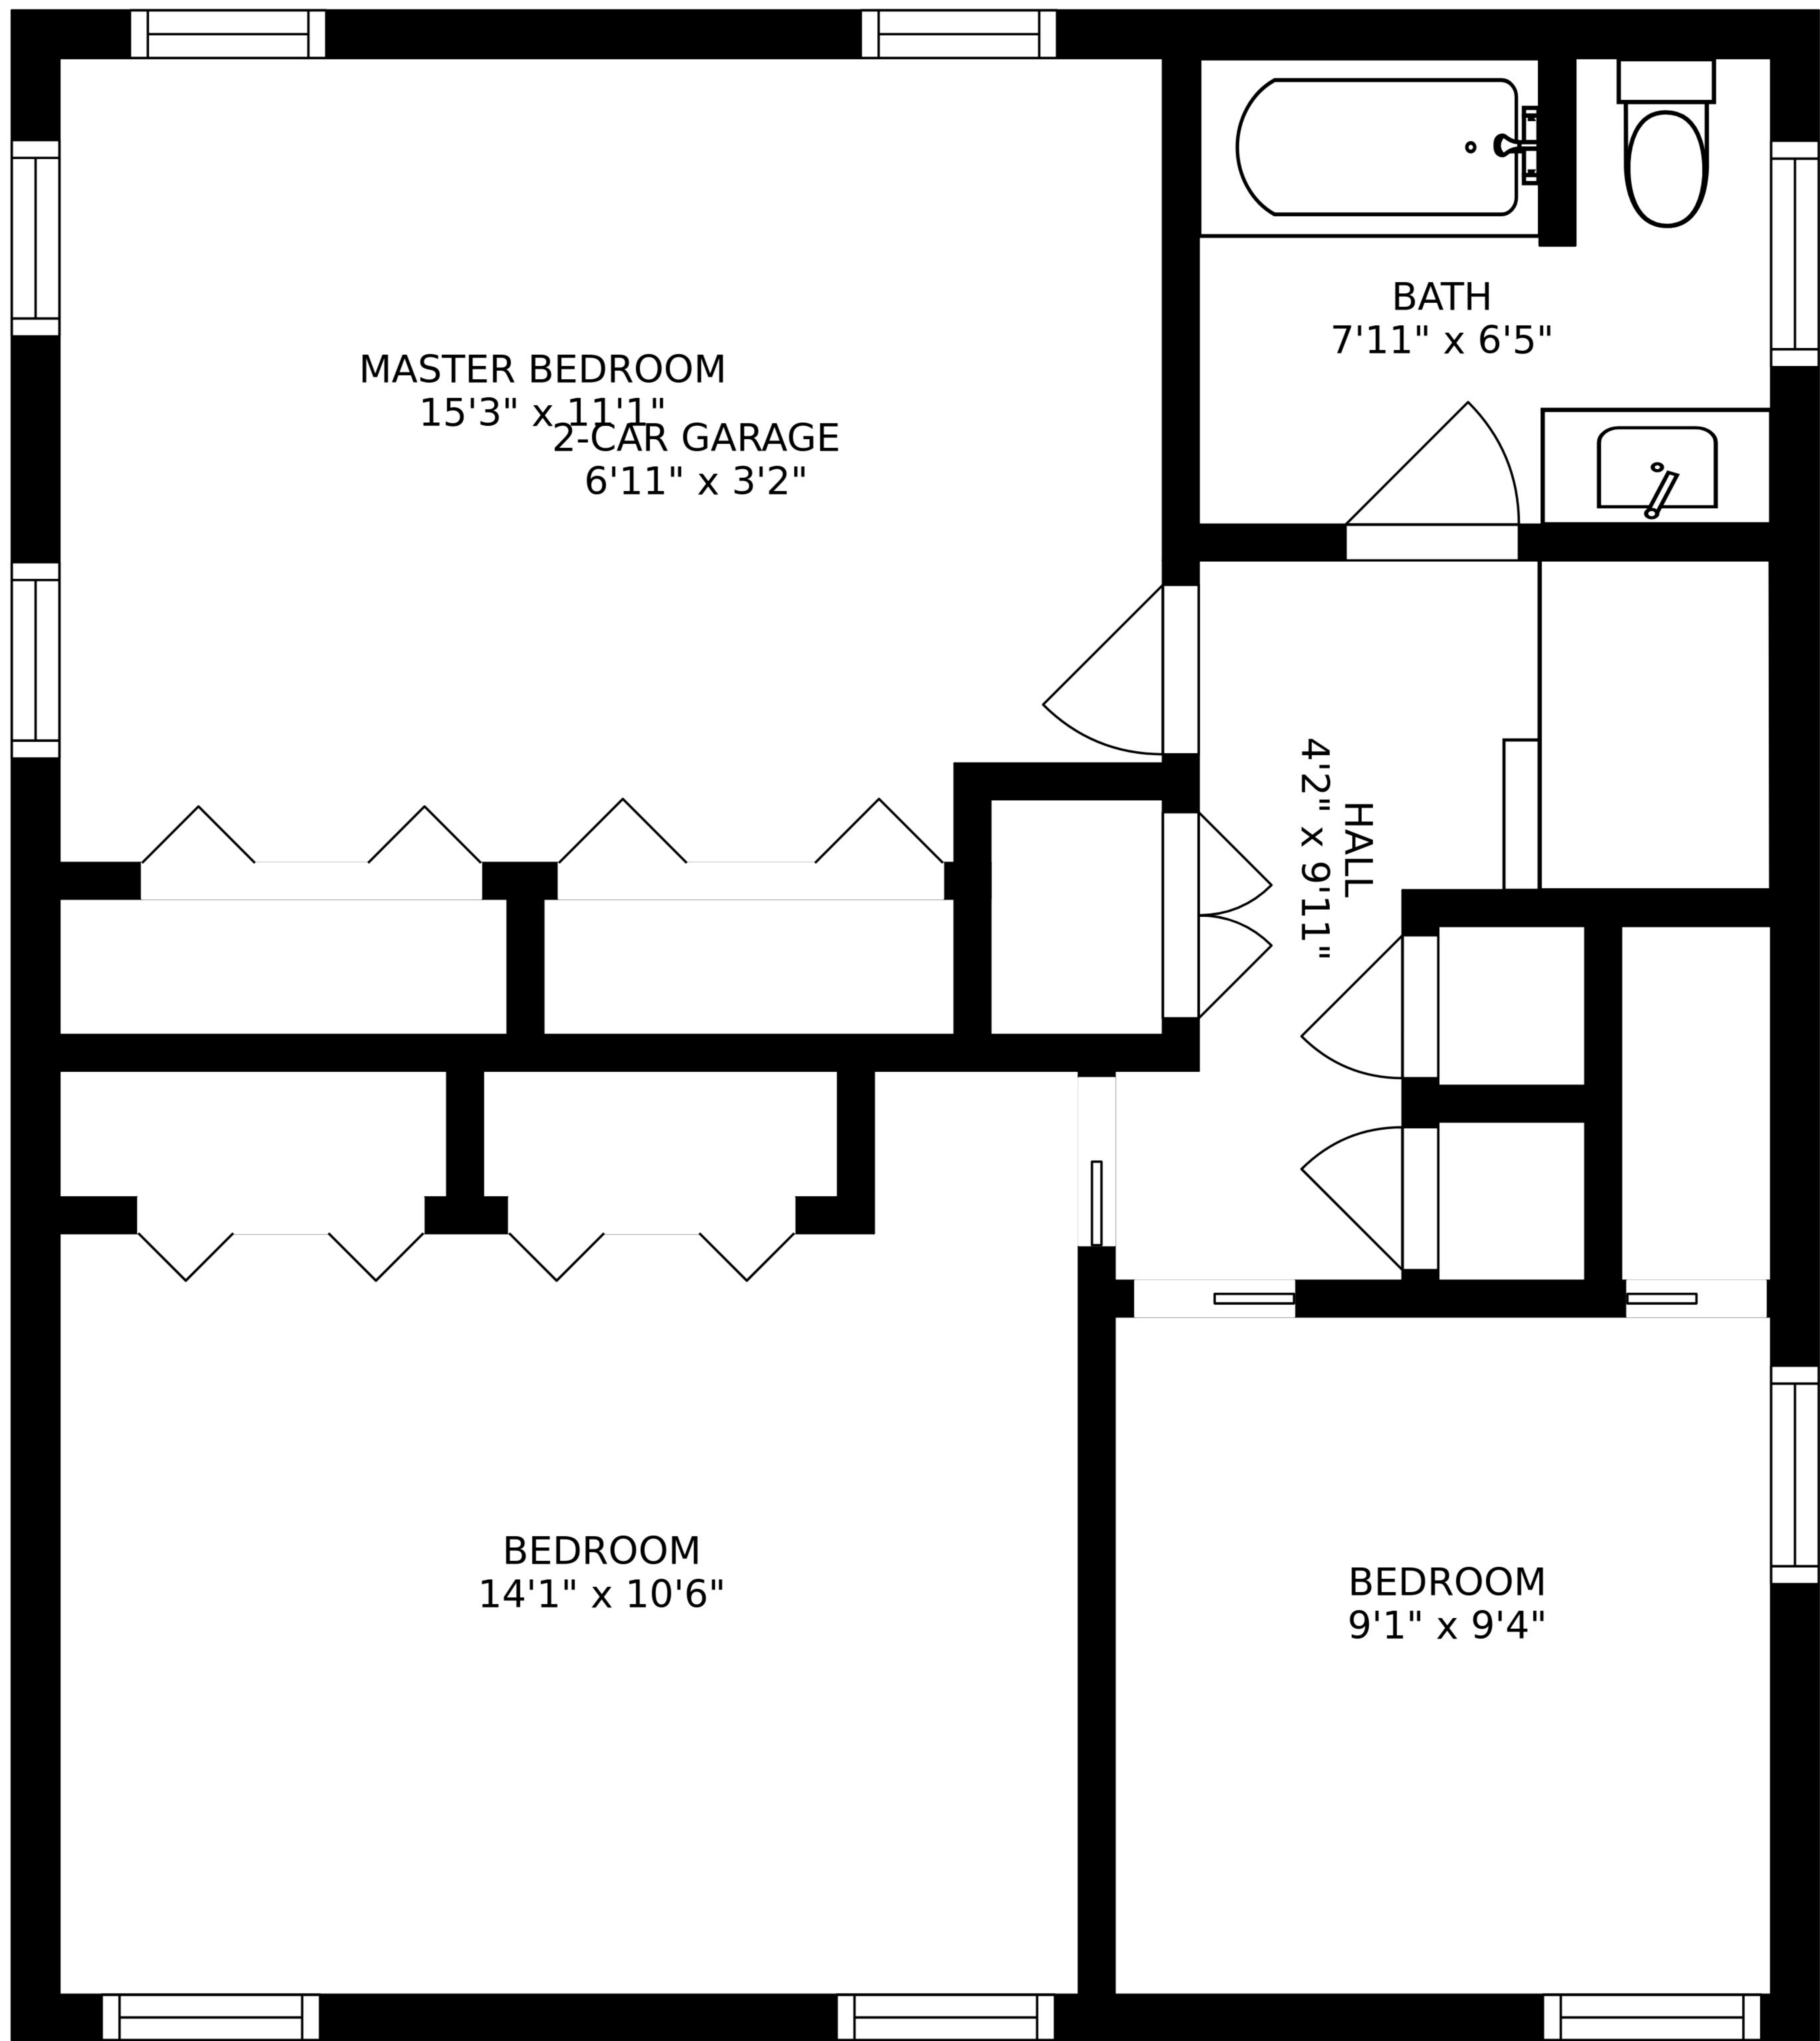 BATH
7'11" x 6'5"
MASTER BEDROOM
15'3" x 11'1"
2-CAR GARAGE
6'11" x 3'2"
HALL
4'2" x 9'11"
BEDROOM
14'1" x 10'6"
BEDROOM
9'1" x 9'4"